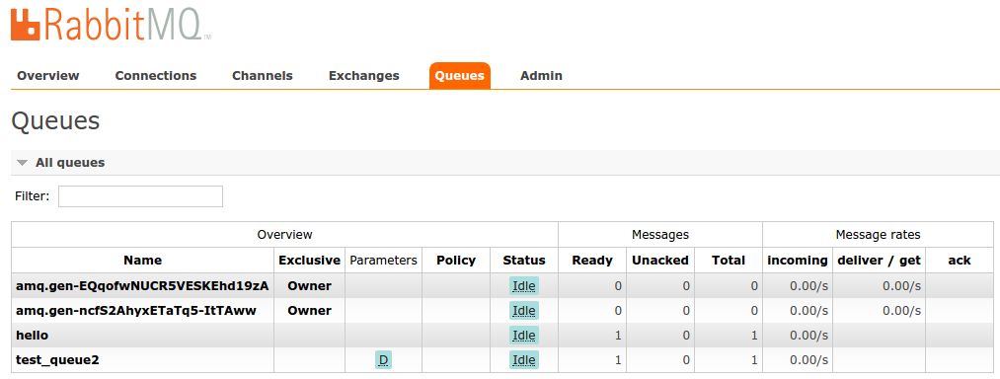 RabbitMQ TM
Overview Connections Channels Exchanges Queues Admin
Queues
All queues
Filter:
Overview Messages Message rates
Name Exclusive Parameters Policy Status Ready Unacked Total incoming deliver / get ack
amq.gen-EQqofwNUCR5VESKEhd19zA Owner Idle 0 0 0 0.00/s 0.00/s
amq.gen-ncfS2AhyxETaTq5-ItTAww Owner Idle 0 0 0 0.00/s 0.00/s
hello Idle 1 0 1 0.00/s
test_queue2 D Idle 1 0 1 0.00/s